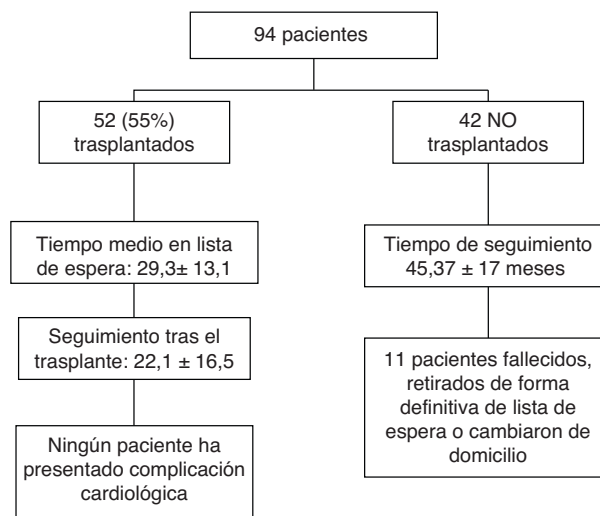 94 pacientes
52 (55%)
trasplantados
Tiempo medio en lista
de espera: 29,3± 13,1
Seguimiento tras el
trasplante: 22,1 ± 16,5
Ningún paciente ha
presentado complicación
cardiológica
42 NO
trasplantados
Tiempo de seguimiento
45,37 ± 17 meses
11 pacientes fallecidos,
retirados de forma
definitiva de lista de
espera o cambiaron de
domicilio